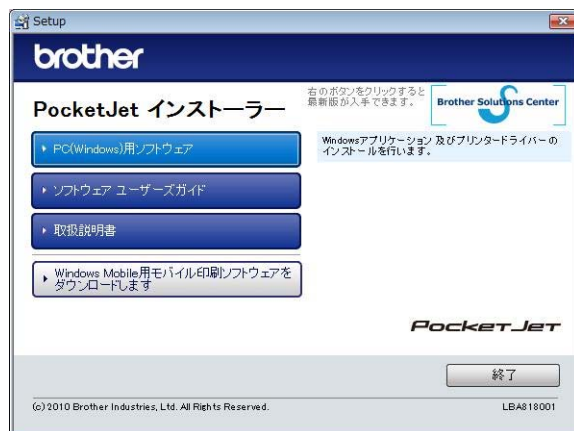 Setup
brother
右のボタンをクリックすると
最新版が入手できます。
Brother Solutions Center
PocketJet インストーラー
PC(Windows)用ソフトウェア
Windowsアプリケーション 及びプリンタードライバーの
インストールを行います。
ソフトウェア ユーザーズガイド
取扱説明書
Windows Mobile用モバイル印刷ソフトウェアを
ダウンロードします
PocketJet
終了
(c) 2010 Brother Industries, Ltd. All Rights Reserved.
LBA818001